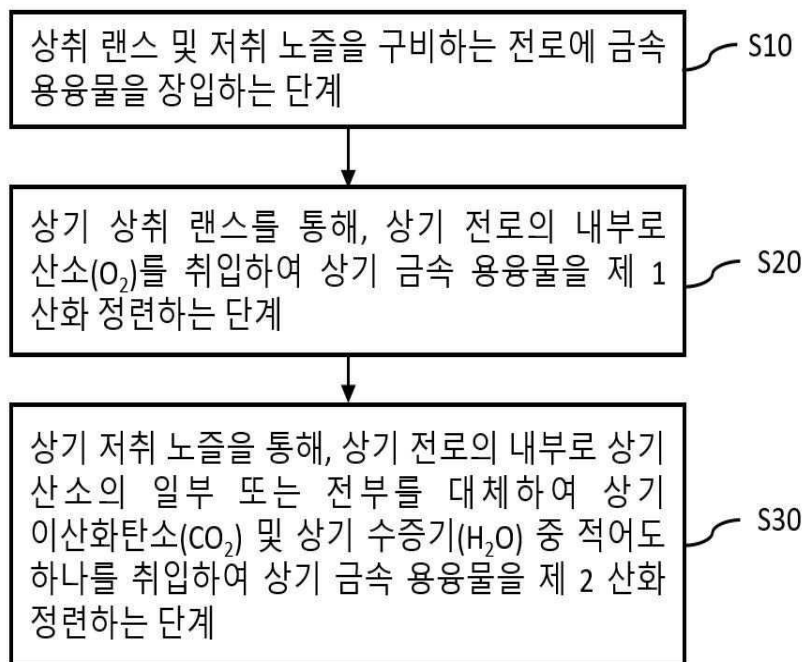 상취 랜스 및 저취 노즐을 구비하는 전로에 금속
용융물을 장입하는 단계
S10
상기 상취 랜스를 통해, 상기 전로의 내부로
산소(O₂)를 취입하여 상기 금속 용융물을 제 1
산화 정련하는 단계
S20
상기 저취 노즐을 통해, 상기 전로의 내부로 상기
산소의 일부 또는 전부를 대체하여 상기
이산화탄소(CO₂) 및 상기 수증기(H₂O) 중 적어도
하나를 취입하여 상기 금속 용융물을 제 2 산화
정련하는 단계
S30